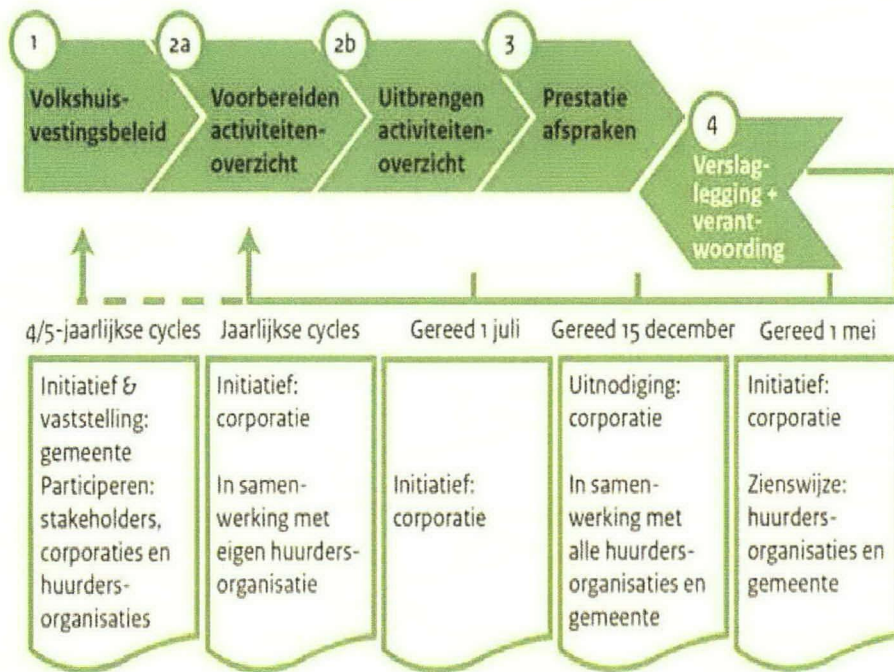 1
Volkshuis-
vestingsbeleid
2a
Voorbereiden
activiteiten-
overzicht
2b
Uitbrengen
activiteiten-
overzicht
3
Prestatie
afspraken
4
Verslag-
legging +
verant-
woording
4/5-jaarlijkse cycles
Initiatief &
vaststelling:
gemeente
Participeren:
stakeholders,
corporaties en
huurders-
organisaties
Jaarlijkse cycles
Initiatief:
corporatie
In samen-
werking met
eigen huurders-
organisatie
Gereed 1 juli
Initiatief:
corporatie
Gereed 15 december
Uitnodiging:
corporatie
In samen-
werking met
alle huurders-
organisaties en
gemeente
Gereed 1 mei
Initiatief:
corporatie
Zienswijze:
huurders-
organisaties en
gemeente